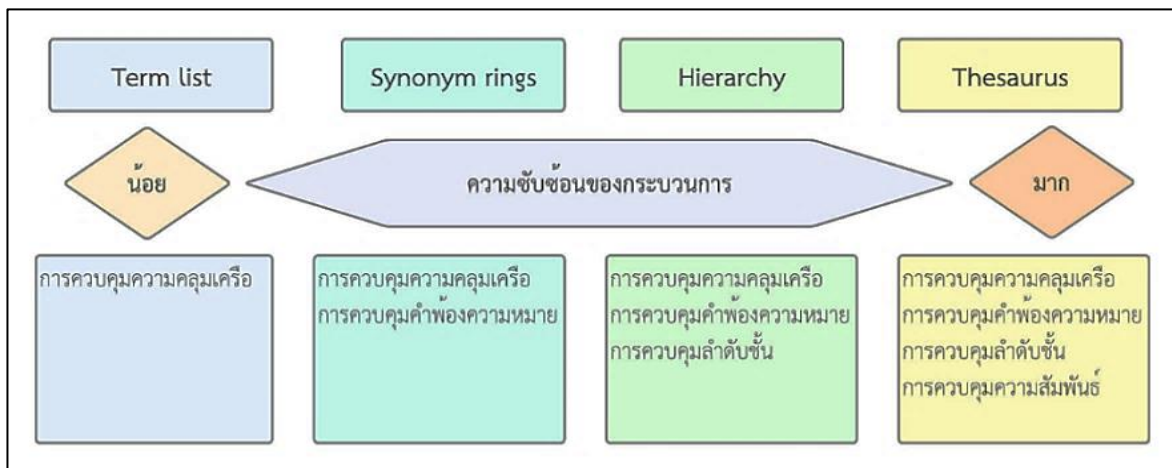 Term list
Synonym rings
Hierarchy
Thesaurus
น้อย
ความซับซ้อนของกระบวนการ
มาก
การควบคุมความคลุมเครือ
การควบคุมความคลุมเครือ
การควบคุมคำพ้องความหมาย
การควบคุมความคลุมเครือ
การควบคุมคำพ้องความหมาย
การควบคุมลำดับชั้น
การควบคุมความคลุมเครือ
การควบคุมคำพ้องความหมาย
การควบคุมลำดับชั้น
การควบคุมความสัมพันธ์